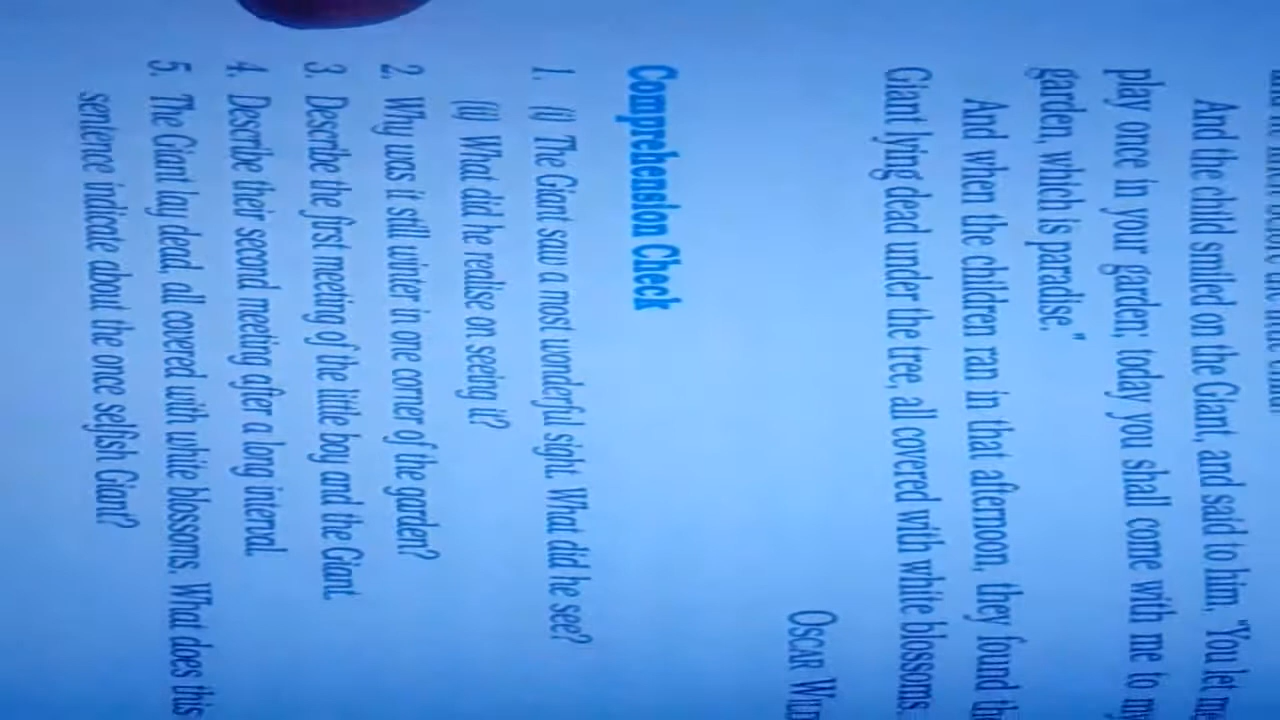 And the child smiled on the Giant, and said to him, "You let me
play once in your garden; today you shall come with me to
garden, which is paradise."
And when the children ran in that afternoon, they found
Giant lying dead under the tree, all covered with white blossoms.
OSCAR
Comprehension Check
1. (i) The Giant saw a most wonderful sight. What did he see?
(ii) What did he realise on seeing it?
2. Why was it still winter in one corner of the garden?
3. Describe the first meeting of the little boy and the Giant.
4. Describe their second meeting after a long interval.
5. The Giant lay dead, all covered with white blossoms. What does this
sentence indicate about the once selfish Giant?